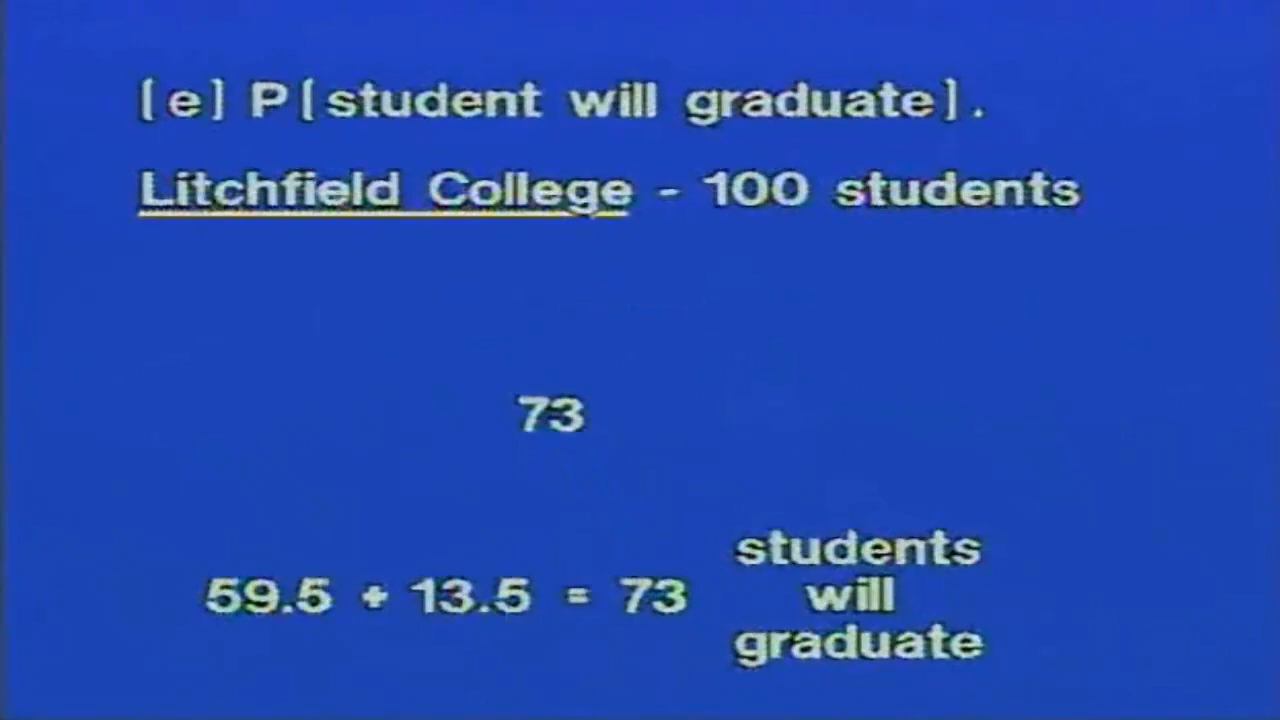 [e] P[student will graduate].
Litchfield College - 100 students
73
59.5 + 13.5 = 73 students will graduate